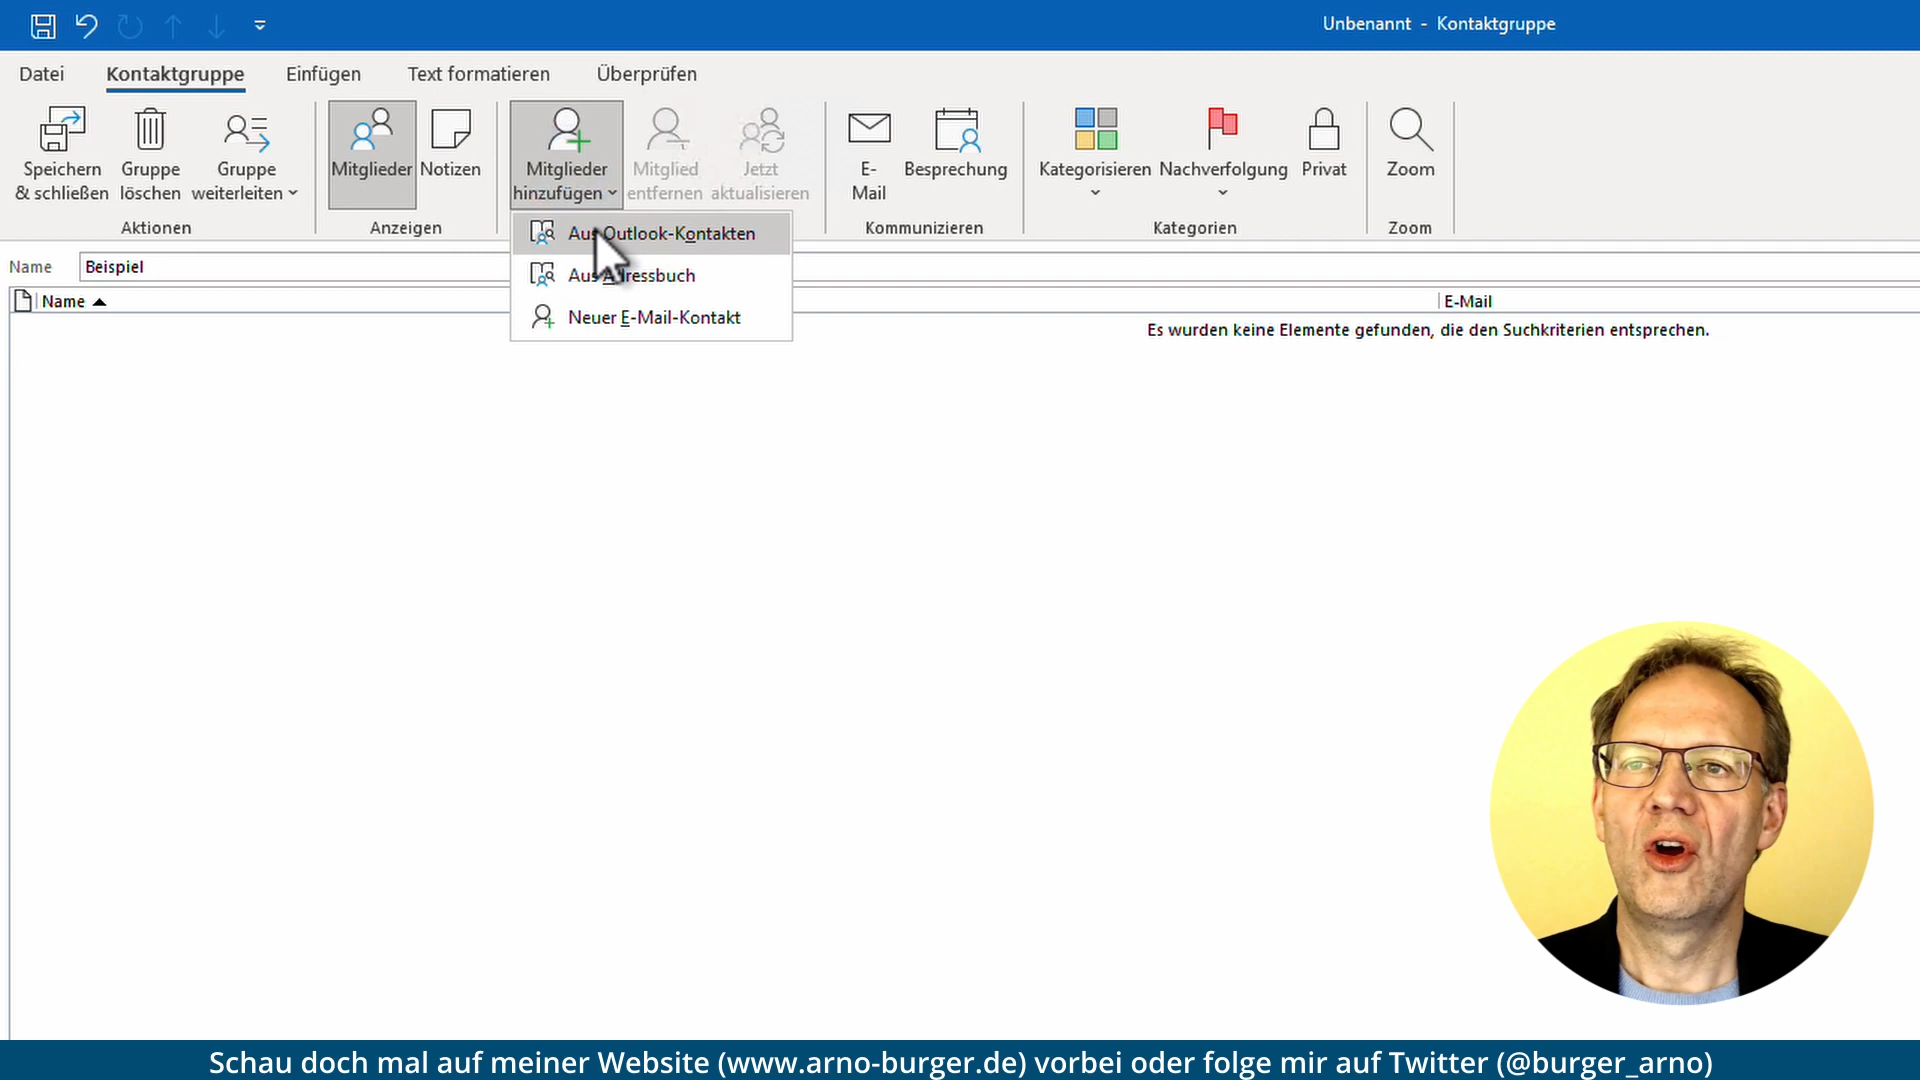 Unbenannt - Kontaktgruppe
Datei Kontaktgruppe Einfügen Text formatieren Überprüfen
Speichern & schließen
Gruppe löschen
Gruppe weiterleiten
Aktionen
Mitglieder
Notizen
Anzeigen
Mitglieder hinzufügen
Mitglied entfernen
Jetzt aktualisieren
E-Mail
Besprechung
Kommunizieren
Kategorisieren
Nachverfolgung
Privat
Kategorien
Zoom
Zoom
Aus Outlook-Kontakten
Aus Adressbuch
Neuer E-Mail-Kontakt
Name Beispiel
Name E-Mail
Es wurden keine Elemente gefunden, die den Suchkriterien entsprechen.
Schau doch mal auf meiner Website (www.arno-burger.de) vorbei oder folge mir auf Twitter (@burger_arno)